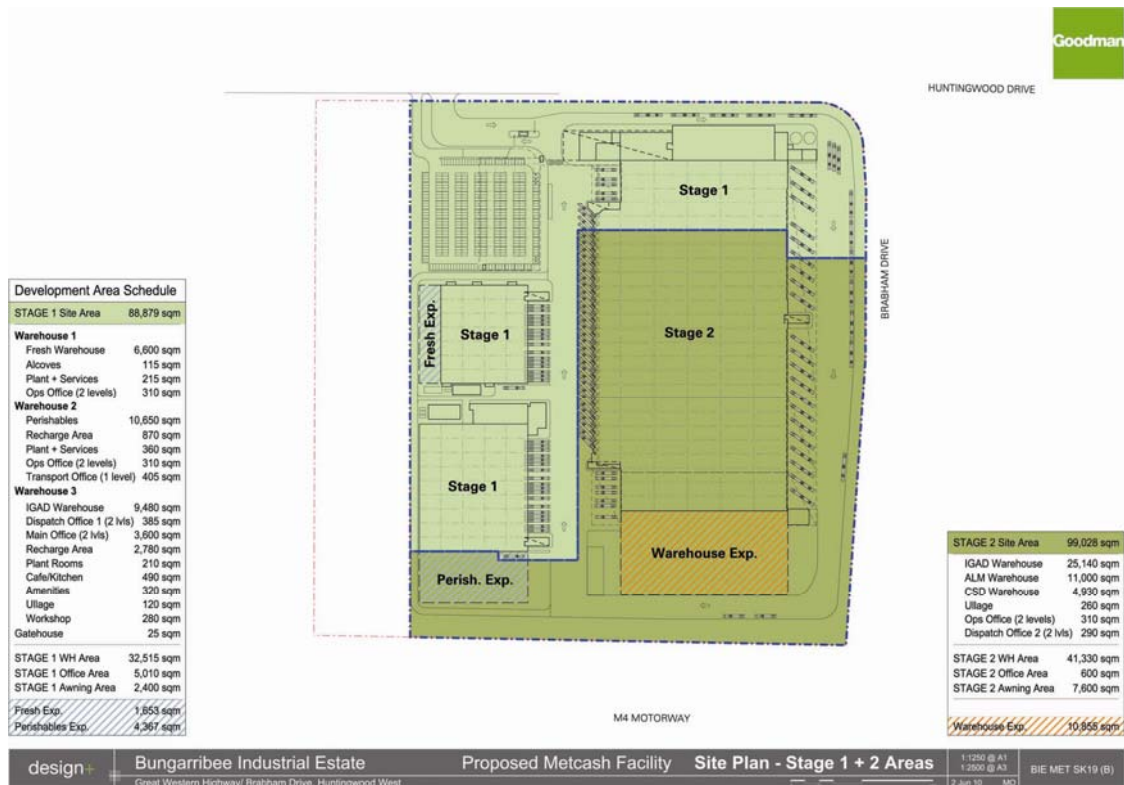 Goodman
HUNTINGWOOD DRIVE
Stage 1
BRABHAM DRIVE
Stage 2
Fresh Exp.
Stage 1
Stage 1
Warehouse Exp.
Perish. Exp.
M4 MOTORWAY
Development Area Schedule
STAGE 1 Site Area 88,879 sqm
Warehouse 1
Fresh Warehouse 6,600 sqm
Alcoves 115 sqm
Plant + Services 215 sqm
Ops Office (2 levels) 310 sqm
Warehouse 2
Perishables 10,650 sqm
Recharge Area 870 sqm
Plant + Services 360 sqm
Ops Office (2 levels) 310 sqm
Transport Office (1 level) 405 sqm
Warehouse 3
IGAD Warehouse 9,480 sqm
Dispatch Office 1 (2 lvls) 385 sqm
Main Office (2 lvls) 3,600 sqm
Recharge Area 2,780 sqm
Plant Rooms 210 sqm
Cafe/Kitchen 490 sqm
Amenities 320 sqm
Ullage 120 sqm
Workshop 280 sqm
Gatehouse 25 sqm
STAGE 1 WH Area 32,515 sqm
STAGE 1 Office Area 5,010 sqm
STAGE 1 Awning Area 2,400 sqm
Fresh Exp. 1,653 sqm
Perishables Exp. 4,367 sqm
STAGE 2 Site Area 99,028 sqm
IGAD Warehouse 25,140 sqm
ALM Warehouse 11,000 sqm
CSD Warehouse 4,930 sqm
Ullage 260 sqm
Ops Office (2 levels) 310 sqm
Dispatch Office 2 (2 lvls) 290 sqm
STAGE 2 WH Area 41,330 sqm
STAGE 2 Office Area 600 sqm
STAGE 2 Awning Area 7,600 sqm
Warehouse Exp. 10,855 sqm
design+
Bungarribee Industrial Estate
Great Western Highway/ Brabham Drive, Huntingwood West
Proposed Metcash Facility
Site Plan - Stage 1 + 2 Areas
1:1250 @ A1
1:2500 @ A3
2 Jun 10 MO
BIE MET SK19 (B)